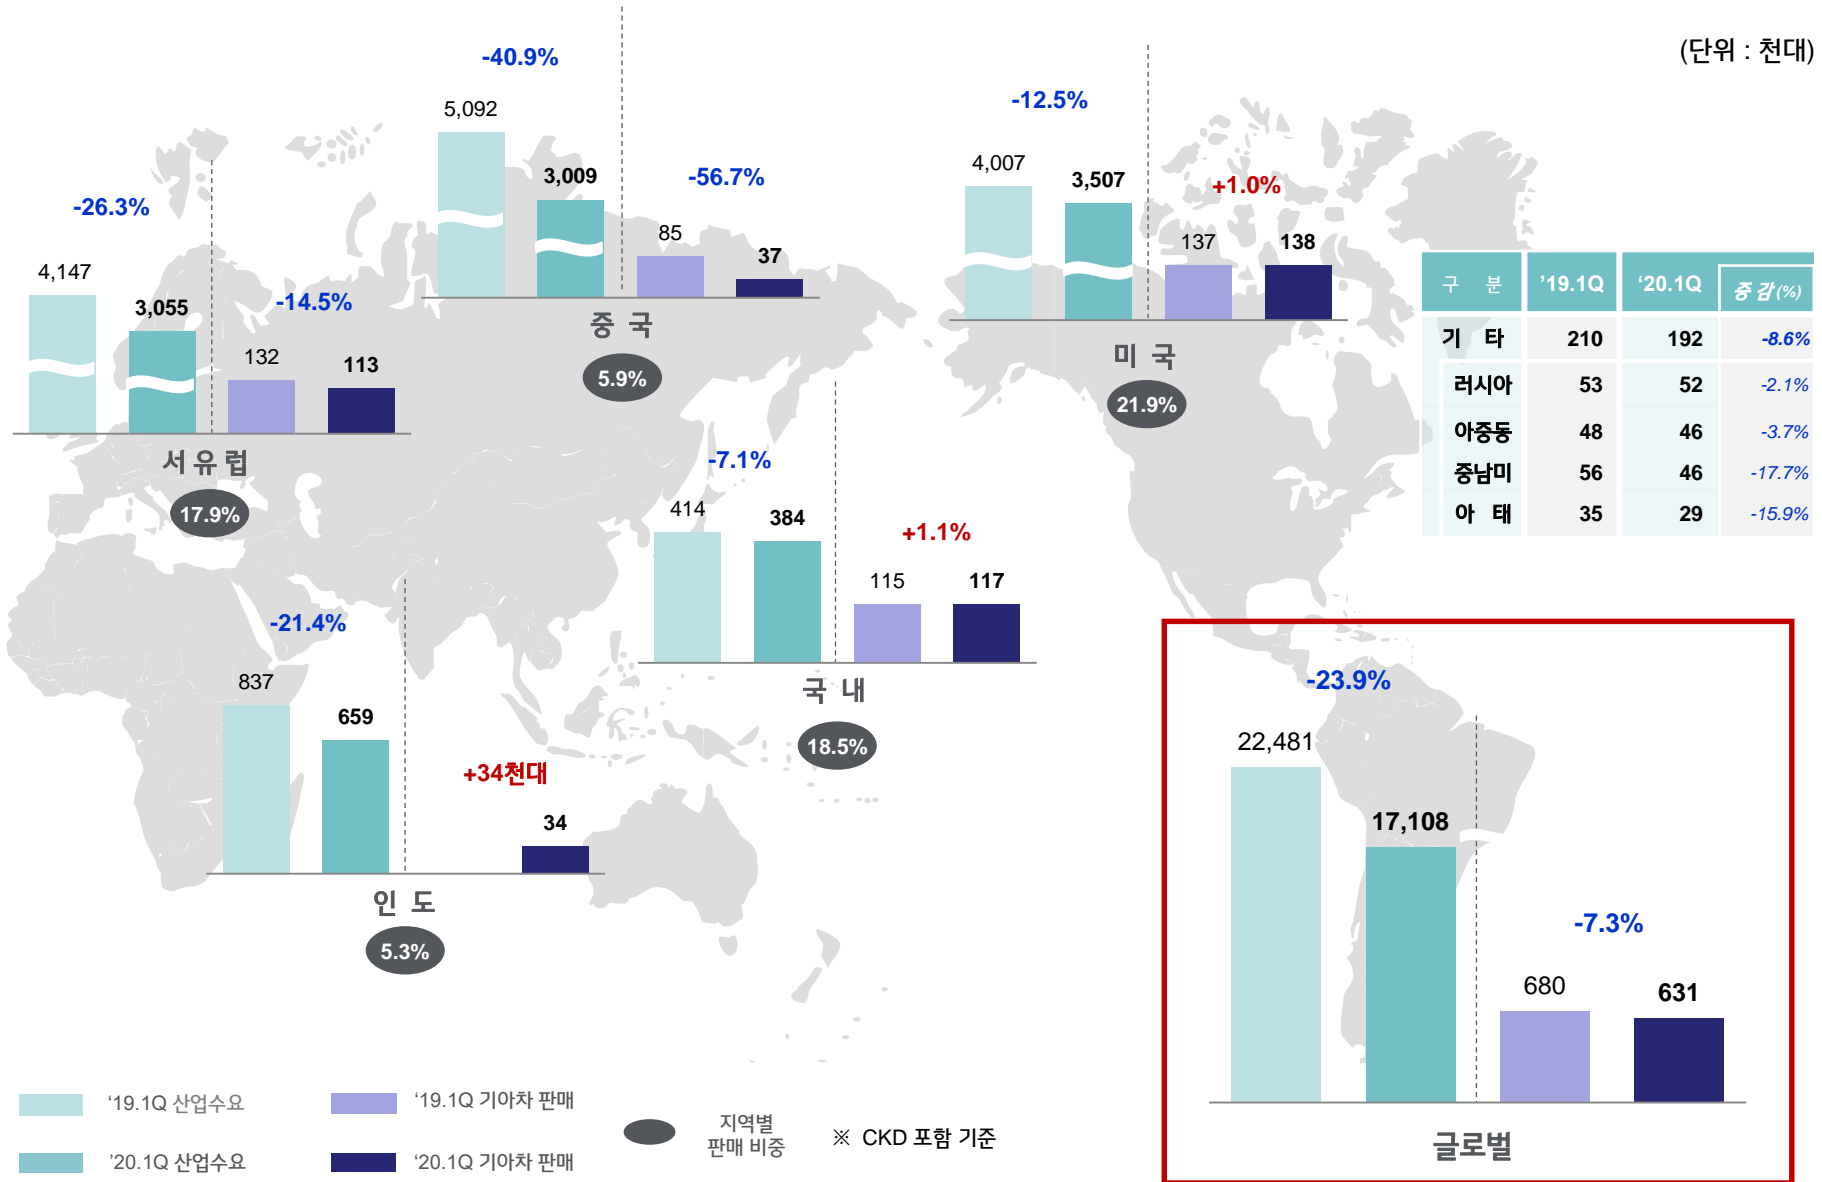 (단위 : 천대)
-40.9%
5,092
3,009
-56.7%
85
37
중 국
5.9%
-12.5%
4,007
3,507
+1.0%
137
138
미 국
21.9%
-26.3%
4,147
3,055
-14.5%
132
113
서 유 럽
17.9%
구 분 ’19.1Q ‘20.1Q 증 감 (%)
기 타 210 192 -8.6%
러시아 53 52 -2.1%
아중동 48 46 -3.7%
중남미 56 46 -17.7%
아 태 35 29 -15.9%
-7.1%
414
384
+1.1%
115
117
국 내
18.5%
-21.4%
837
659
+34천대
34
인 도
5.3%
-23.9%
22,481
17,108
-7.3%
680
631
글로벌
‘19.1Q 산업수요
‘19.1Q 기아차 판매
’20.1Q 산업수요
‘20.1Q 기아차 판매
지역별
판매 비중
※ CKD 포함 기준